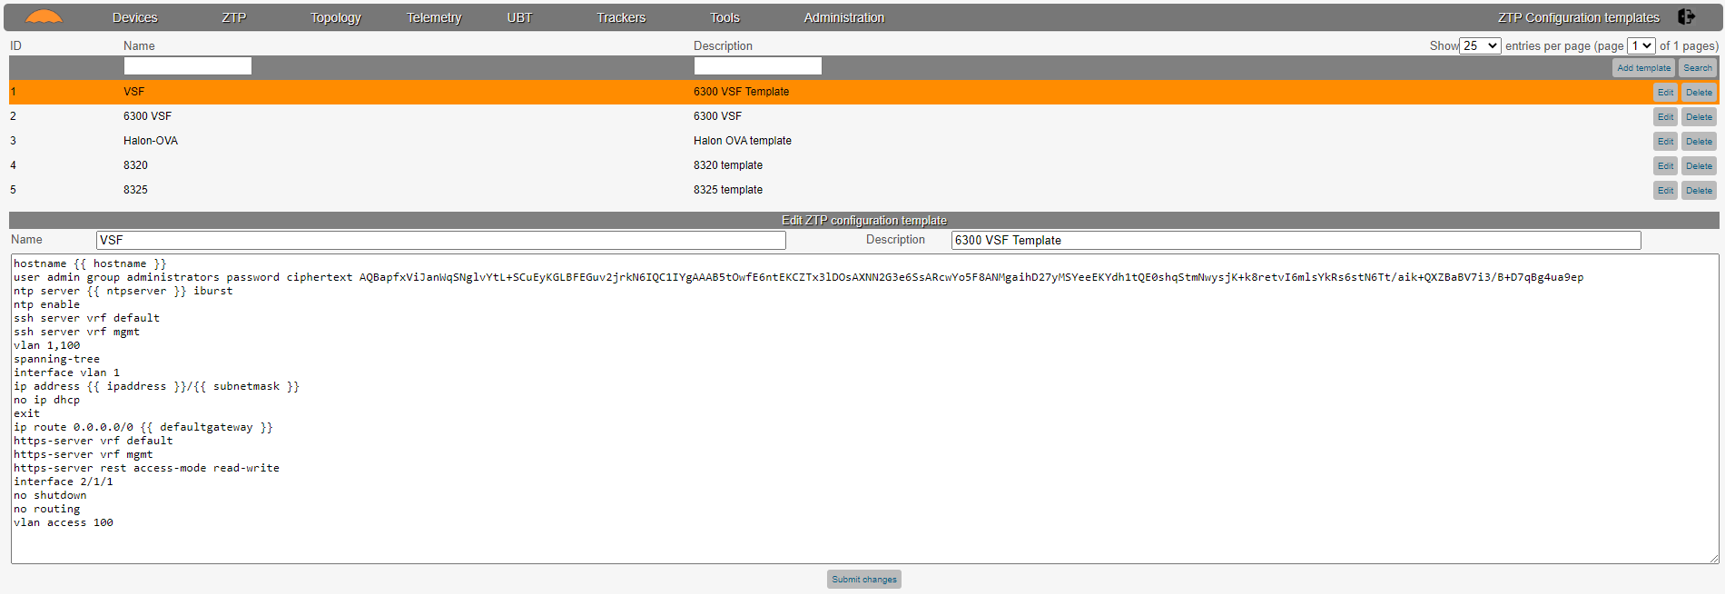 Devices ZTP Topology Telemetry UBT Trackers Tools Administration ZTP Configuration templates
ID Name Description Show 25 entries per page (page 1 of 1 pages)
Add template Search
1 VSF 6300 VSF Template Edit Delete
2 6300 VSF 6300 VSF Edit Delete
3 Halon-OVA Halon OVA template Edit Delete
4 8320 8320 template Edit Delete
5 8325 8325 template Edit Delete
Edit ZTP configuration template
Name VSF Description 6300 VSF Template
hostname {{ hostname }}
user admin group administrators password ciphertext AQBapfxViJanWqSNglvYtL+SCuEyKGLBFEGuv2jrkN6IQC1IYgAAAB5tOwfE6ntEKCZTx3lDOsAXNN2G3e6SsARcwYo5F8ANMgaihD27yMSYeeEKYdh1tQE0shqStmNwysjK+k8retvI6mlsYkRs6stN6Tt/aik+QXZBaBV7i3/B+D7qBg4ua9ep
ntp server {{ ntpserver }} iburst
ntp enable
ssh server vrf default
ssh server vrf mgmt
vlan 1,100
spanning-tree
interface vlan 1
ip address {{ ipaddress }}/{{ subnetmask }}
no ip dhcp
exit
ip route 0.0.0.0/0 {{ defaultgateway }}
https-server vrf default
https-server vrf mgmt
https-server rest access-mode read-write
interface 2/1/1
no shutdown
no routing
vlan access 100
Submit changes